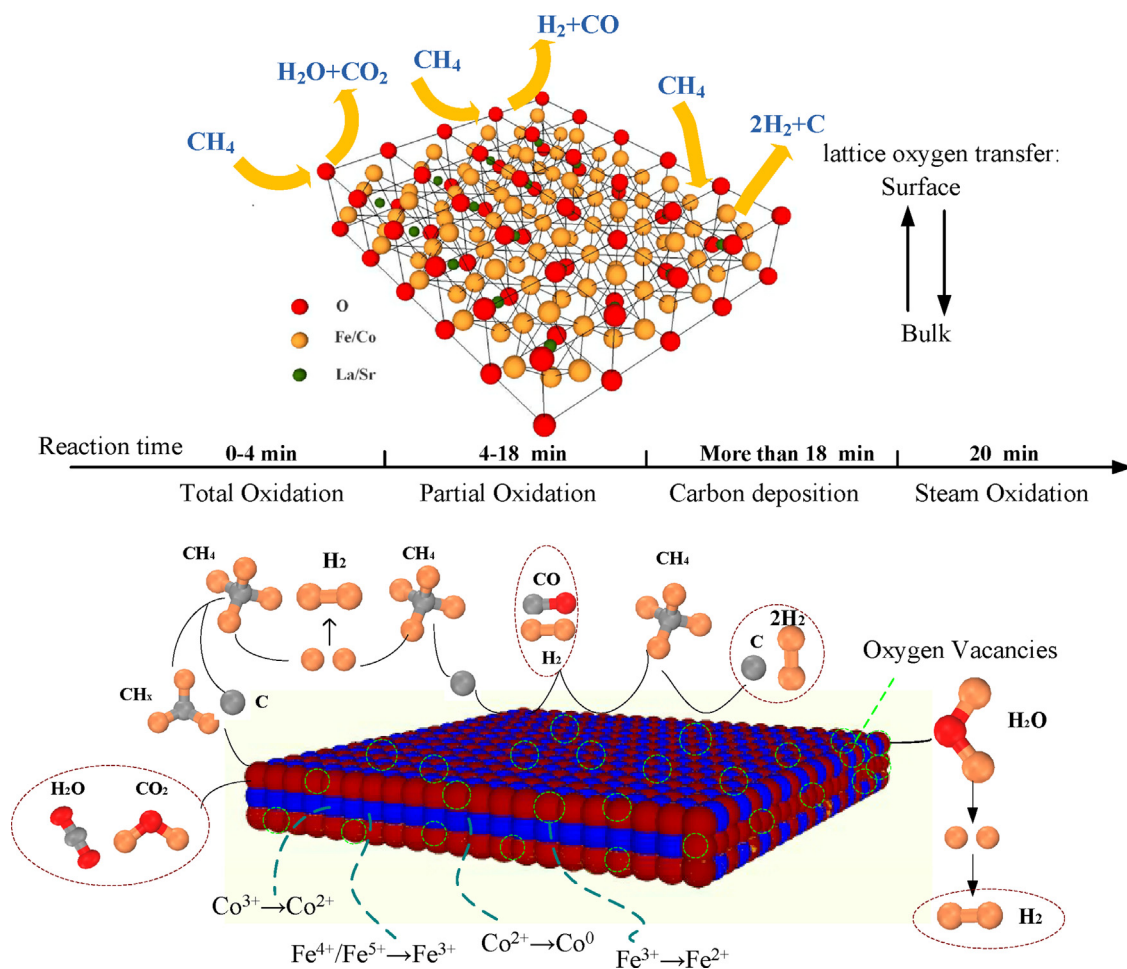 H₂+CO
CH₄
H₂O+CO₂
CH₄
CH₄
2H₂+C
lattice oxygen transfer:
Surface
Bulk
O
Fe/Co
La/Sr
Reaction time
0-4 min
4-18 min
More than 18 min
20 min
Total Oxidation
Partial Oxidation
Carbon deposition
Steam Oxidation
CH₄
H₂
CH₄
CO
H₂
CH₄
2H₂
C
Oxygen Vacancies
CHₓ
C
H₂O
H₂O
CO₂
Co³⁺→Co²⁺
Fe⁴⁺/Fe⁵⁺→Fe³⁺
Co²⁺→Co⁰
Fe³⁺→Fe²⁺
H₂